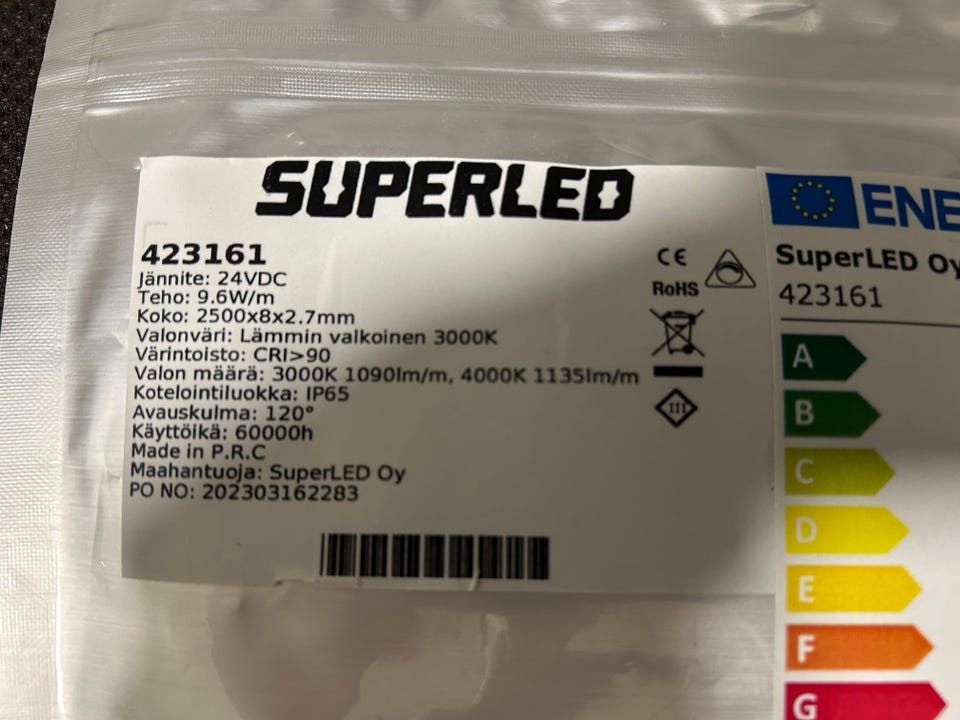 SUPERLED
423161
Jännite: 24VDC
Teho: 9.6W/m
Koko: 2500x8x2.7mm
Valonväri: Lämmin valkoinen 3000K
Värintoisto: CRI>90
Valon määrä: 3000K 1090lm/m, 4000K 1135lm/m
Kotelointiluokka: IP65
Avauskulma: 120°
Käyttöikä: 60000h
Made in P.R.C
Maahantuoja: SuperLED Oy
PO NO: 202303162283
CE
RoHS
III
ENE
SuperLED Oy
423161
A
B
C
D
E
F
G